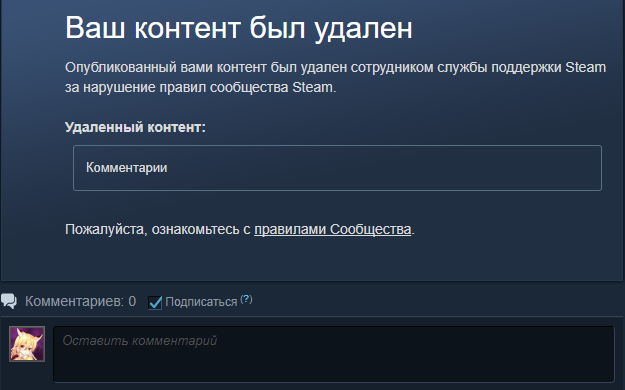 Ваш контент был удален
Опубликованный вами контент был удален сотрудником службы поддержки Steam
за нарушение правил сообщества Steam.
Удаленный контент:
Комментарии
Пожалуйста, ознакомьтесь с правилами Сообщества.
Комментариев: 0 Подписаться (?)
Оставить комментарий